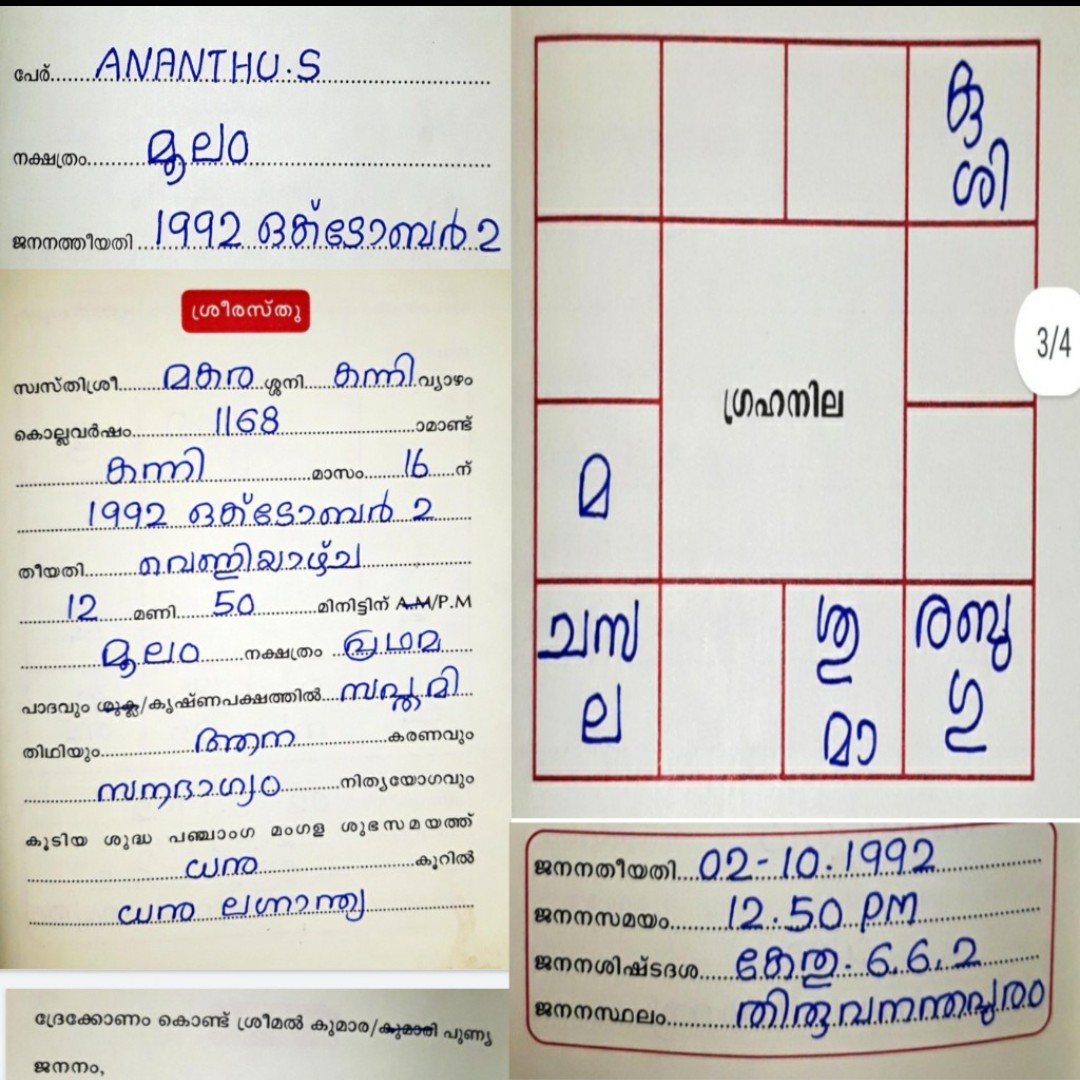 പേര്.....ANANTHU.S
നക്ഷത്രം.....മൂലം
ജനനത്തീയതി...1992 ഒക്ടോബർ 2
ശ്രീരസ്തു
സ്വസ്തിശ്രീ....മകര..ശ്ശനി...കന്നി..വ്യാഴം
കൊല്ലവർഷം.....1168.....ാമാണ്ട്
കന്നി.....മാസം....16....ന്
1992 ഒക്ടോബർ 2
തീയതി.....വെള്ളിയാഴ്ച
12...മണി...50.....മിനിട്ടിന് A.M/P.M
മൂലം.....നക്ഷത്രം...പ്രഥമ
പാദവും ശുക്ല/കൃഷ്ണപക്ഷത്തിൽ...സപ്തമി
തിഥിയും.....ആന.....കരണവും
സൗഭാഗ്യം.....നിത്യയോഗവും
കൂടിയ ശുദ്ധ പഞ്ചാംഗ മംഗള ശുഭസമയത്ത്
ധനു.....കൂറിൽ
ധനു ലഗ്നാന്ത്യ
ദ്രേക്കോണം കൊണ്ട് ശ്രീമൽ കുമാര/കുമാരി പുണ്യ
ജനനം,
കു
ശി
3/4
ഗ്രഹനില
മ
ചസ
ല
ശു
മാ
രബു
ഗു
ജനനതീയതി...02-10.1992
ജനനസമയം.....12.50 PM
ജനനശിഷ്ടദശ....കേതു. 6.6.2
ജനനസ്ഥലം.....തിരുവനന്തപുരം